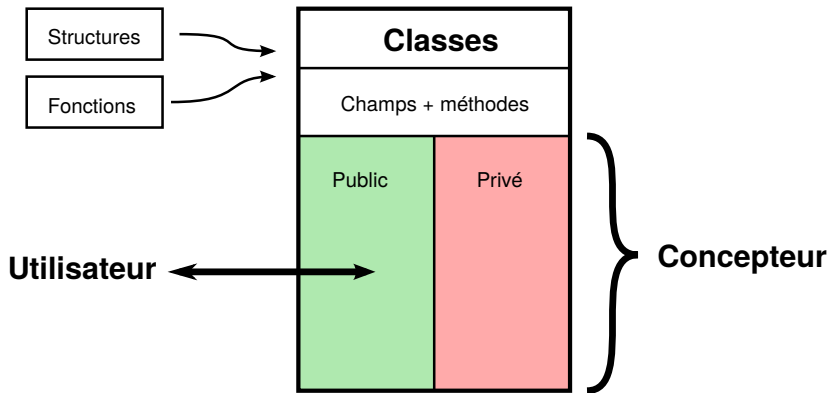 Structures
Fonctions
Classes
Champs + méthodes
Public
Privé
Utilisateur
Concepteur